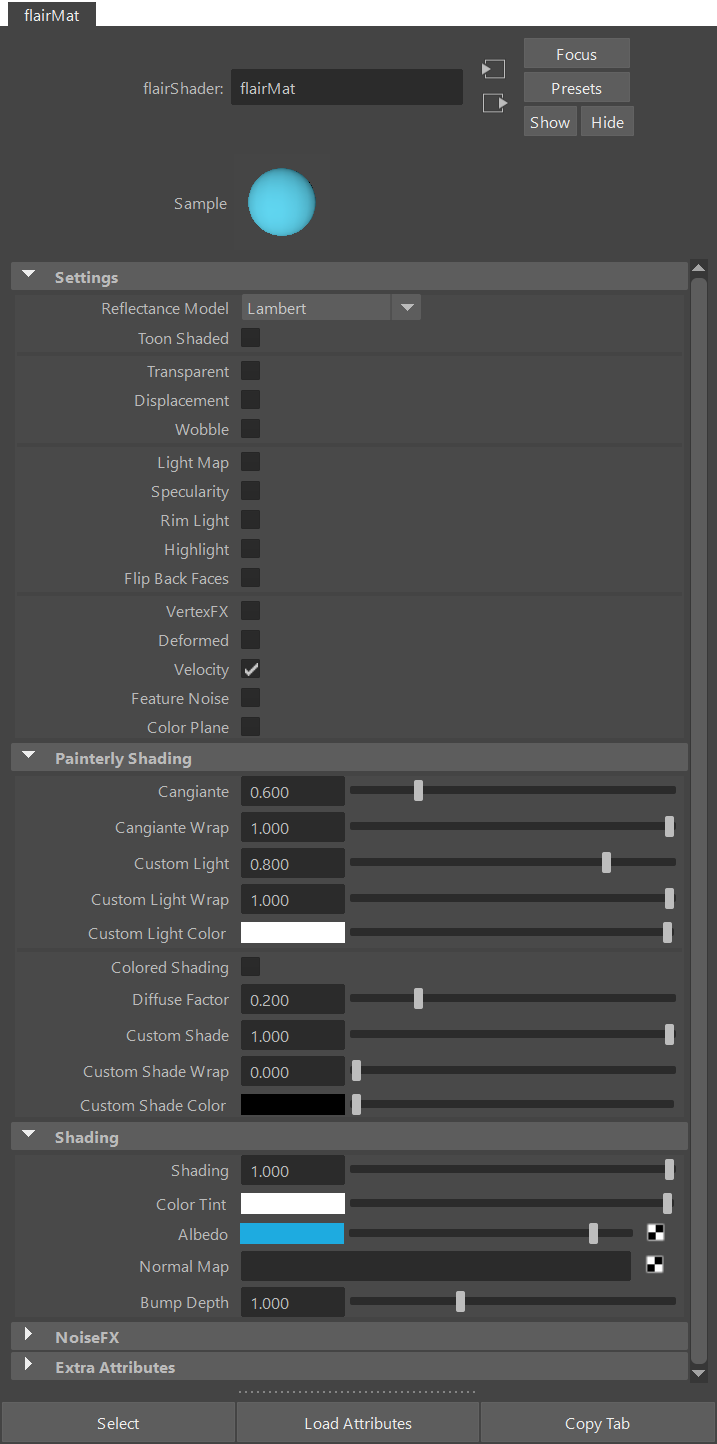 flairMat
flairShader: flairMat
Focus
Presets
Show Hide
Sample
Settings
Reflectance Model Lambert
Toon Shaded
Transparent
Displacement
Wobble
Light Map
Specularity
Rim Light
Highlight
Flip Back Faces
VertexFX
Deformed
Velocity
Feature Noise
Color Plane
Painterly Shading
Cangiante 0.600
Cangiante Wrap 1.000
Custom Light 0.800
Custom Light Wrap 1.000
Custom Light Color
Colored Shading
Diffuse Factor 0.200
Custom Shade 1.000
Custom Shade Wrap 0.000
Custom Shade Color
Shading
Shading 1.000
Color Tint
Albedo
Normal Map
Bump Depth 1.000
NoiseFX
Extra Attributes
Select Load Attributes Copy Tab